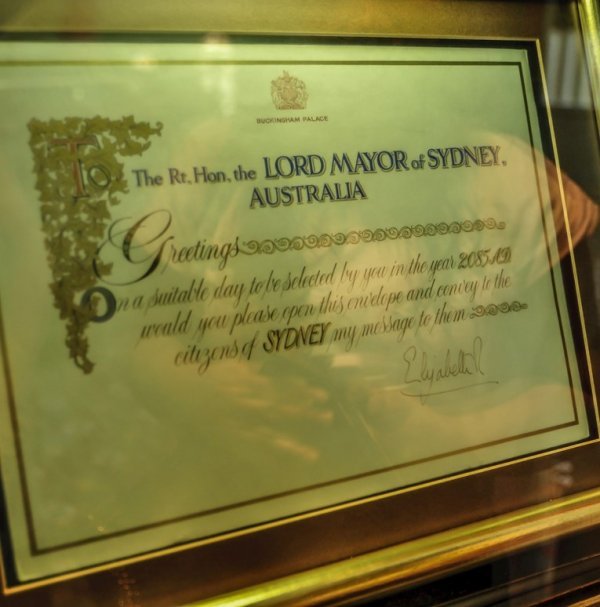 BUCKINGHAM PALACE
To The Rt. Hon. the LORD MAYOR of SYDNEY,
AUSTRALIA
Greetings
On a suitable day to be selected by you in the year 2085 A.D
would you please open this envelope and convey to the
citizens of SYDNEY my message to them
Elizabeth R